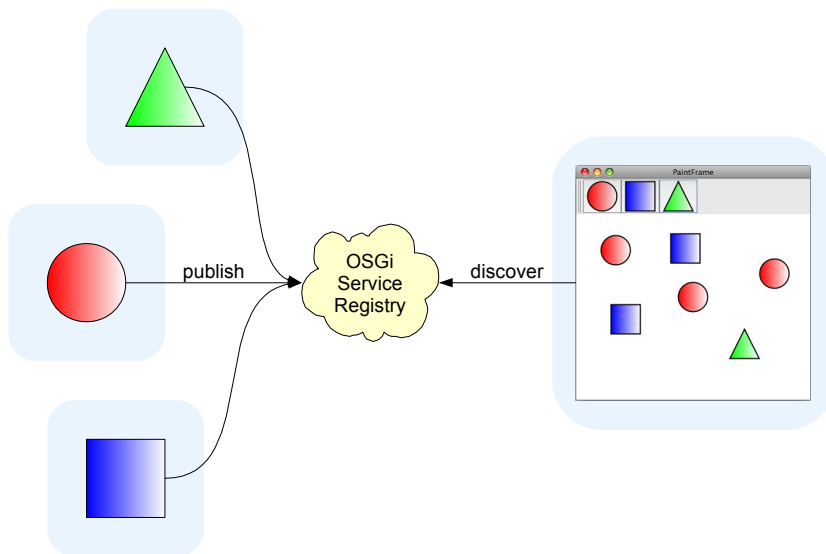 PaintFrame
publish
OSGi
Service
Registry
discover